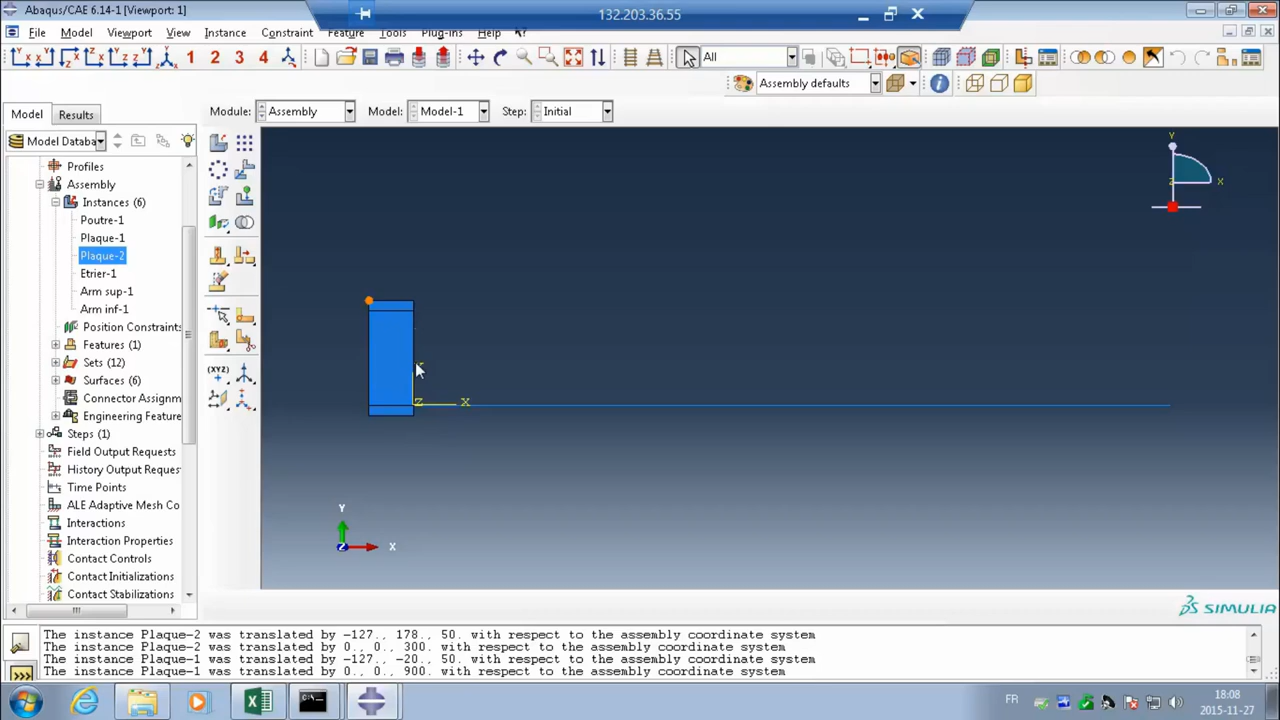 Abaqus/CAE 6.14-1 [Viewport: 1]
132.203.36.55
File Model Viewport View Instance Constraint Feature Tools Plug-ins Help
1 2 3 4
All
Assembly defaults
Model Results
Module: Assembly Model: Model-1 Step: Initial
Model Databa
Profiles
Assembly
Instances (6)
Poutre-1
Plaque-1
Plaque-2
Etrier-1
Arm sup-1
Arm inf-1
Position Constraints
Features (1)
Sets (12)
Surfaces (6)
Connector Assignm
Engineering Feature
Steps (1)
Field Output Requests
History Output Reques
Time Points
ALE Adaptive Mesh Co
Interactions
Interaction Properties
Contact Controls
Contact Initializations
Contact Stabilizations
(XYZ)
Y
X
Z X
Y
X
Z
SIMULIA
The instance Plaque-2 was translated by -127., 178., 50. with respect to the assembly coordinate system
The instance Plaque-2 was translated by 0., 0., 300. with respect to the assembly coordinate system
The instance Plaque-1 was translated by -127., -20., 50. with respect to the assembly coordinate system
The instance Plaque-1 was translated by 0., 0., 900. with respect to the assembly coordinate system
FR
18:08
2015-11-27